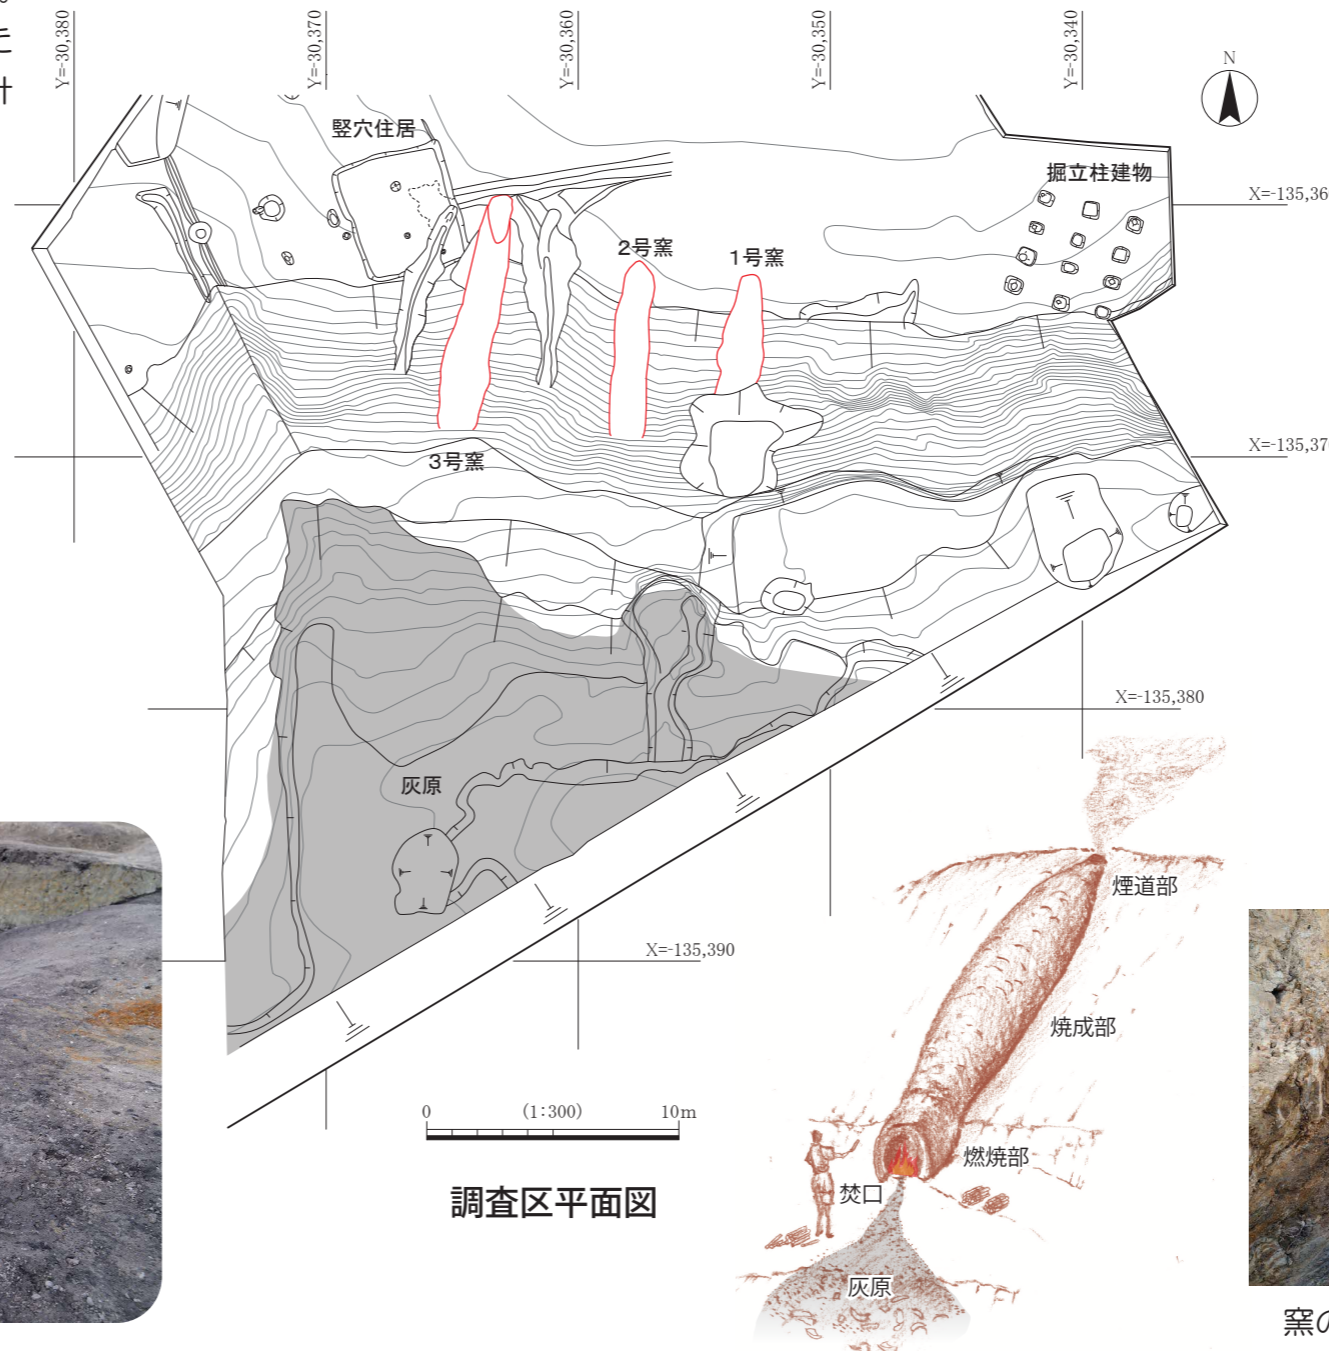 Y=-30,380
Y=-30,370
Y=-30,360
Y=-30,350
Y=-30,340
N
竪穴住居
掘立柱建物
X=-135,36
2号窯
1号窯
X=-135,37
3号窯
X=-135,380
灰原
煙道部
X=-135,390
焼成部
0 (1:300) 10m
燃焼部
焚口
調査区平面図
灰原
窯の